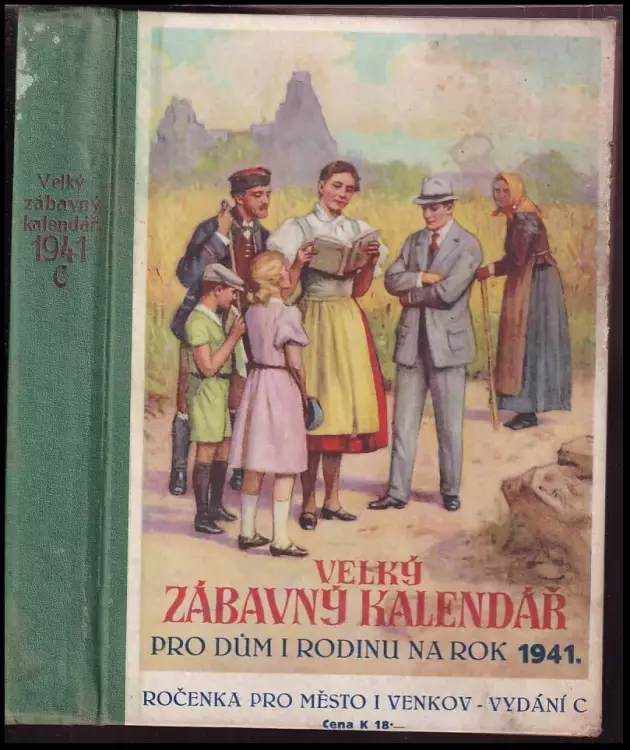 Velký
zábavný
kalendář
1941
C
VELKÝ
ZÁBAVNÝ KALENDÁŘ
PRO DŮM I RODINU NA ROK 1941.
ROČENKA PRO MĚSTO I VENKOV - VYDÁNÍ C
Cena K 18·—